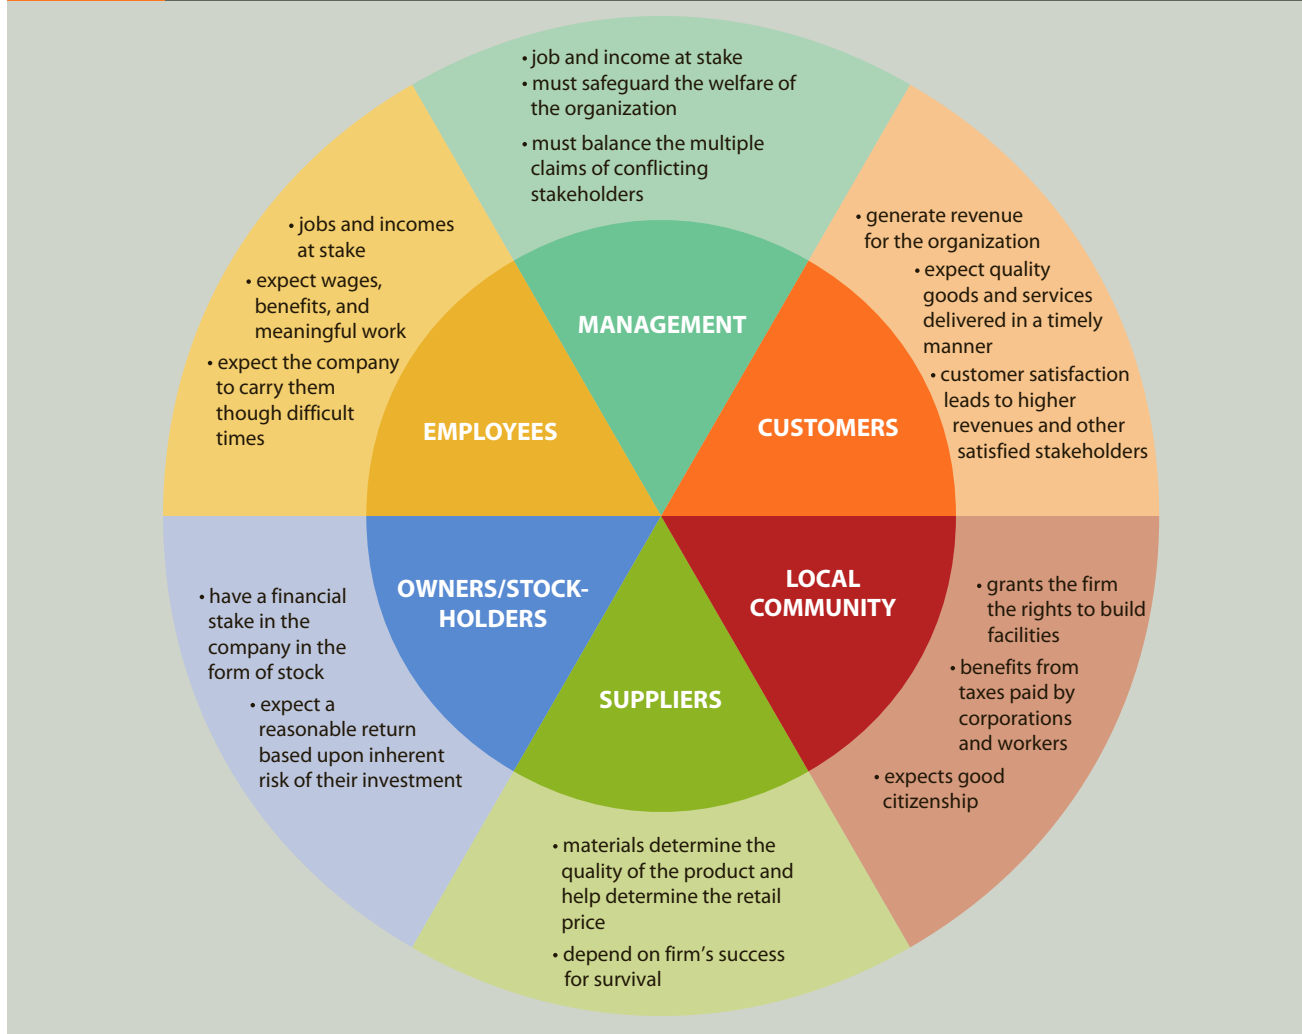 • job and income at stake
• must safeguard the welfare of
the organization
• must balance the multiple
claims of conflicting
stakeholders
MANAGEMENT
• generate revenue
for the organization
• expect quality
goods and services
delivered in a timely
manner
• customer satisfaction
leads to higher
revenues and other
satisfied stakeholders
CUSTOMERS
• grants the firm
the rights to build
facilities
• benefits from
taxes paid by
corporations
and workers
• expects good
citizenship
LOCAL
COMMUNITY
• materials determine the
quality of the product and
help determine the retail
price
• depend on firm’s success
for survival
SUPPLIERS
• have a financial
stake in the
company in the
form of stock
• expect a
reasonable return
based upon inherent
risk of their investment
OWNERS/STOCK-
HOLDERS
• jobs and incomes
at stake
• expect wages,
benefits, and
meaningful work
• expect the company
to carry them
though difficult
times
EMPLOYEES